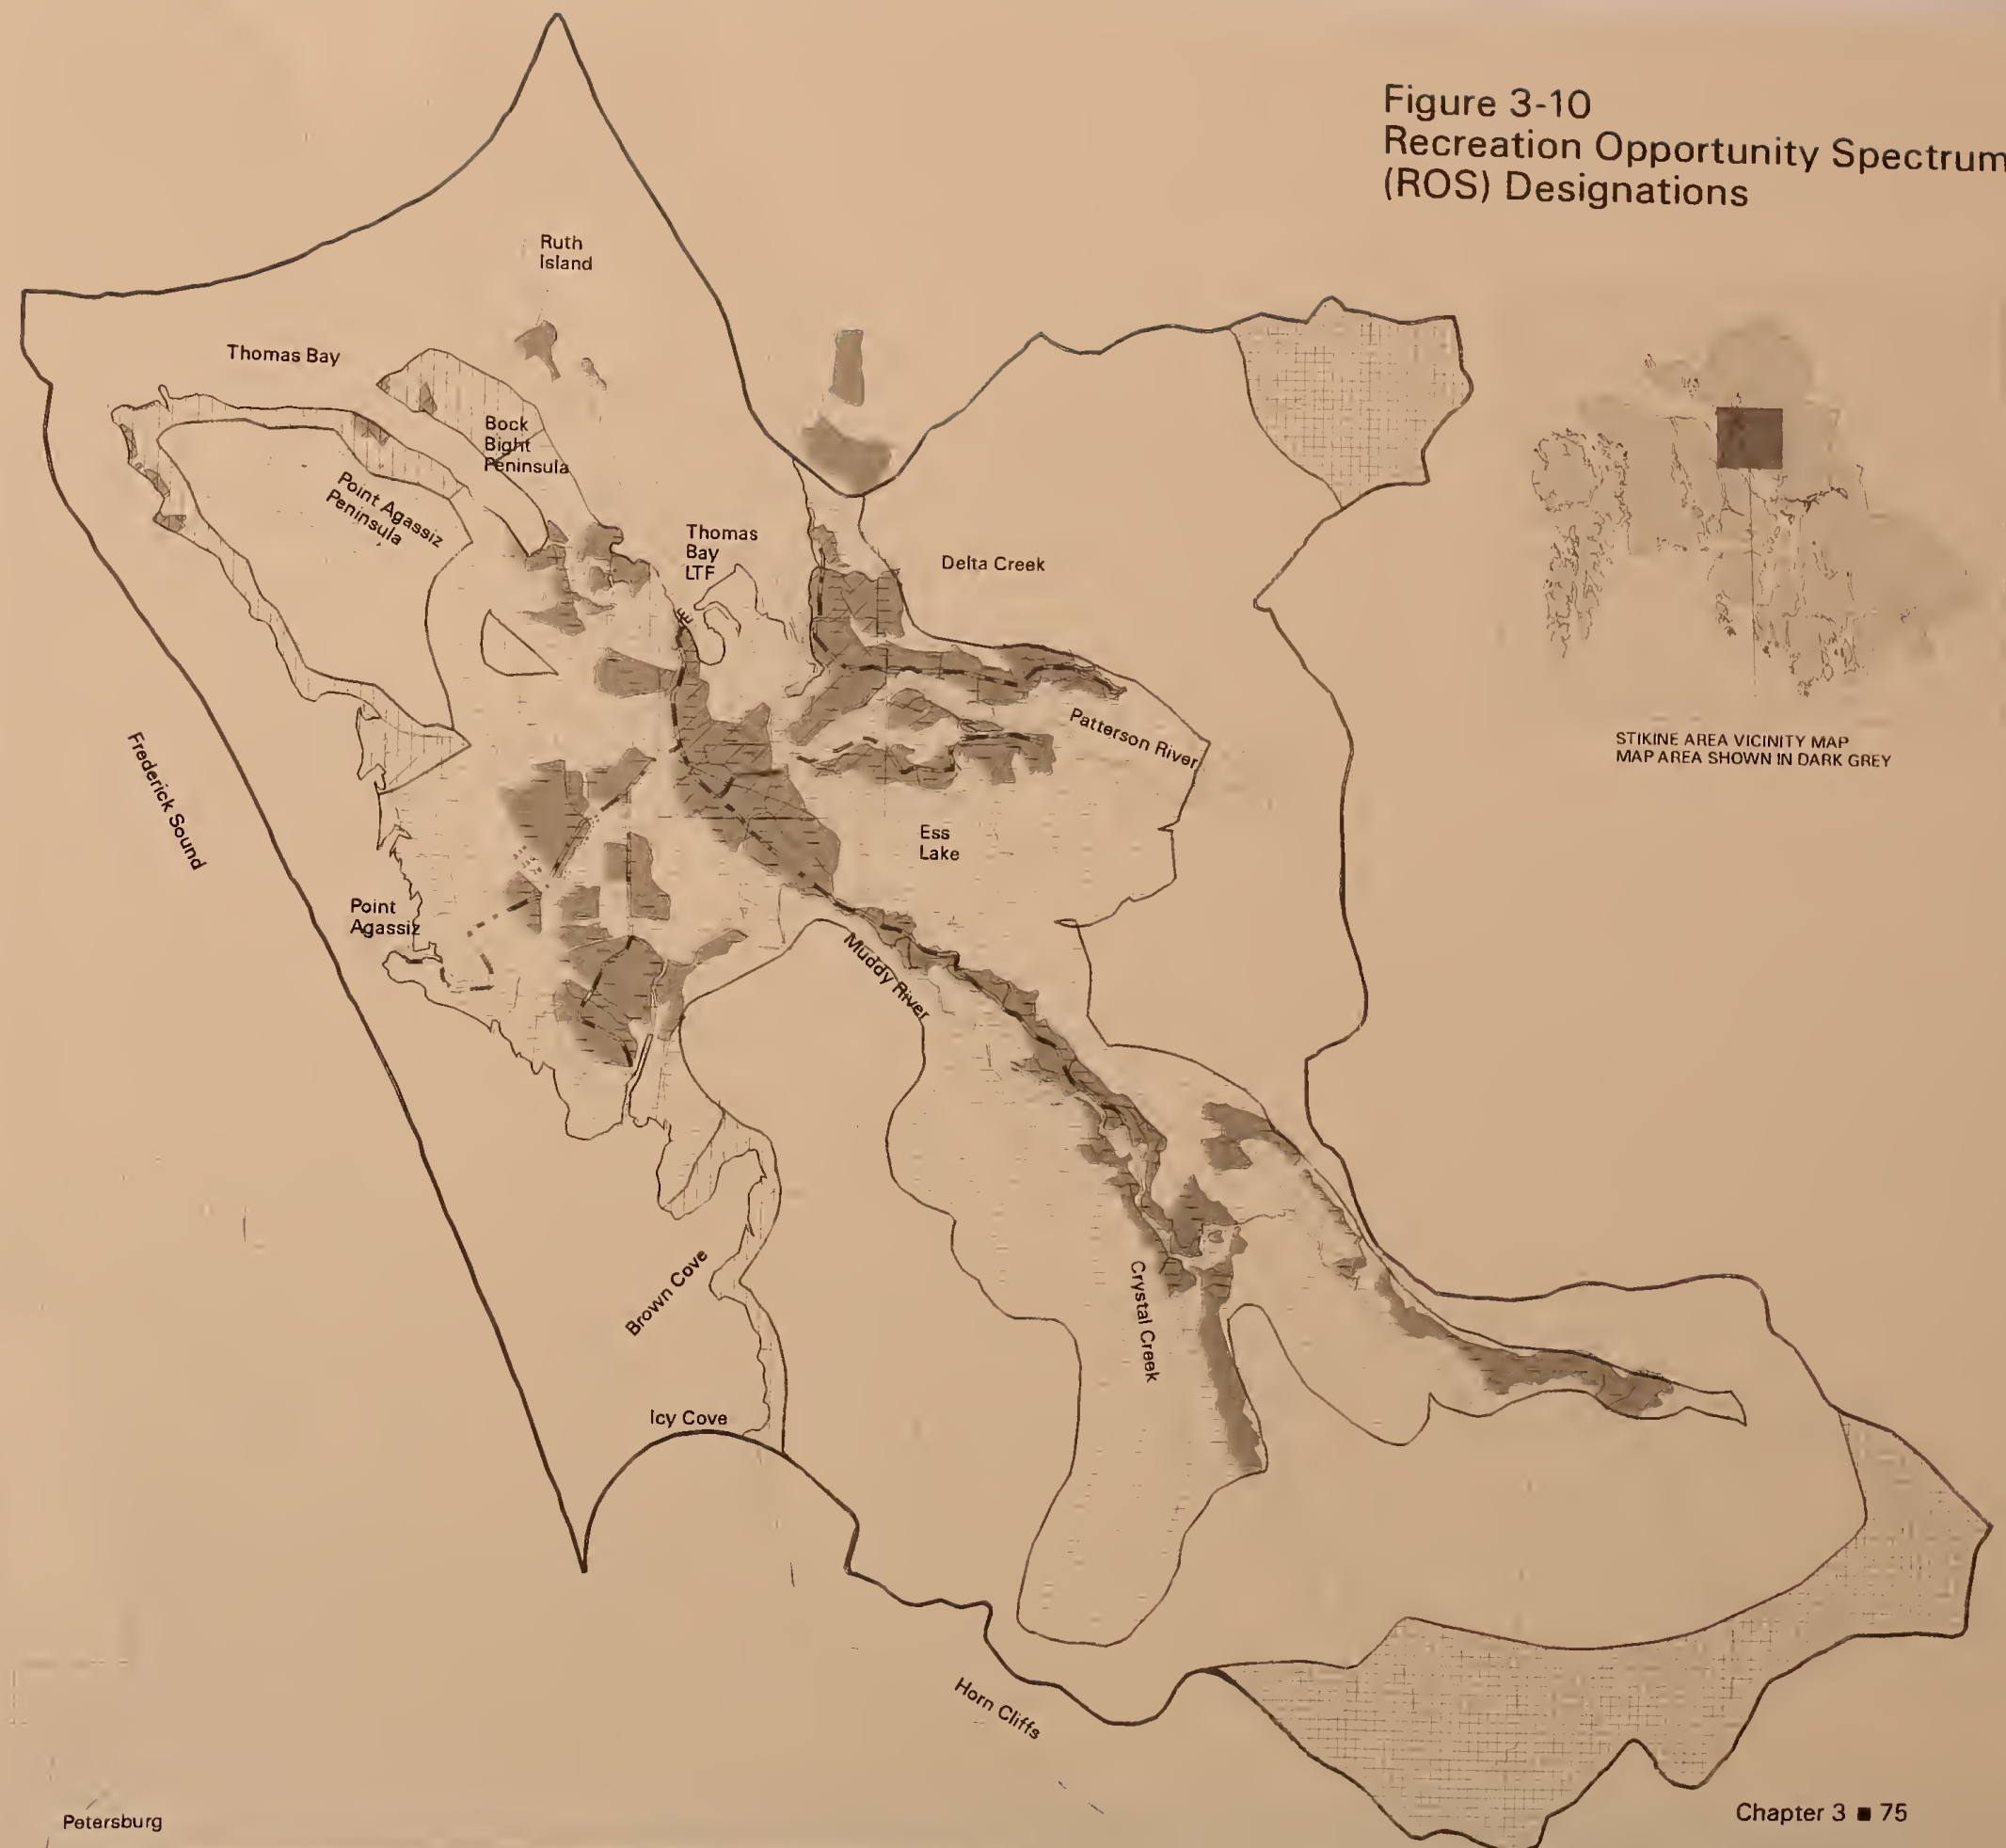 Figure 3-10
Recreation Opportunity Spectrum
(ROS) Designations
Ruth
Island
Thomas Bay
Bock
Bight
Peninsula
Point Agassiz
Peninsula
Thomas
Bay
LTF
Delta Creek
Patterson River
STIKINE AREA VICINITY MAP
MAP AREA SHOWN IN DARK GREY
Frederick Sound
Ess
Lake
Point
Agassiz
Muddy River
Brown Cove
Crystal Creek
Icy Cove
Horn Cliffs
Petersburg
Chapter 3 ■ 75